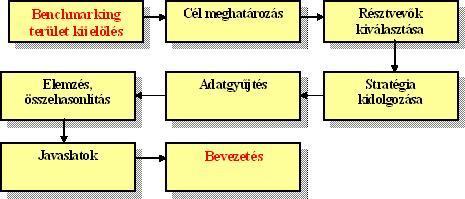 Benchmarking
terület kijelölés
Cél meghatározás
Résztvevők
kiválasztása
Stratégia
kidolgozása
Adatgyűjtés
Elemzés,
összehasonlítás
Javaslatok
Bevezetés